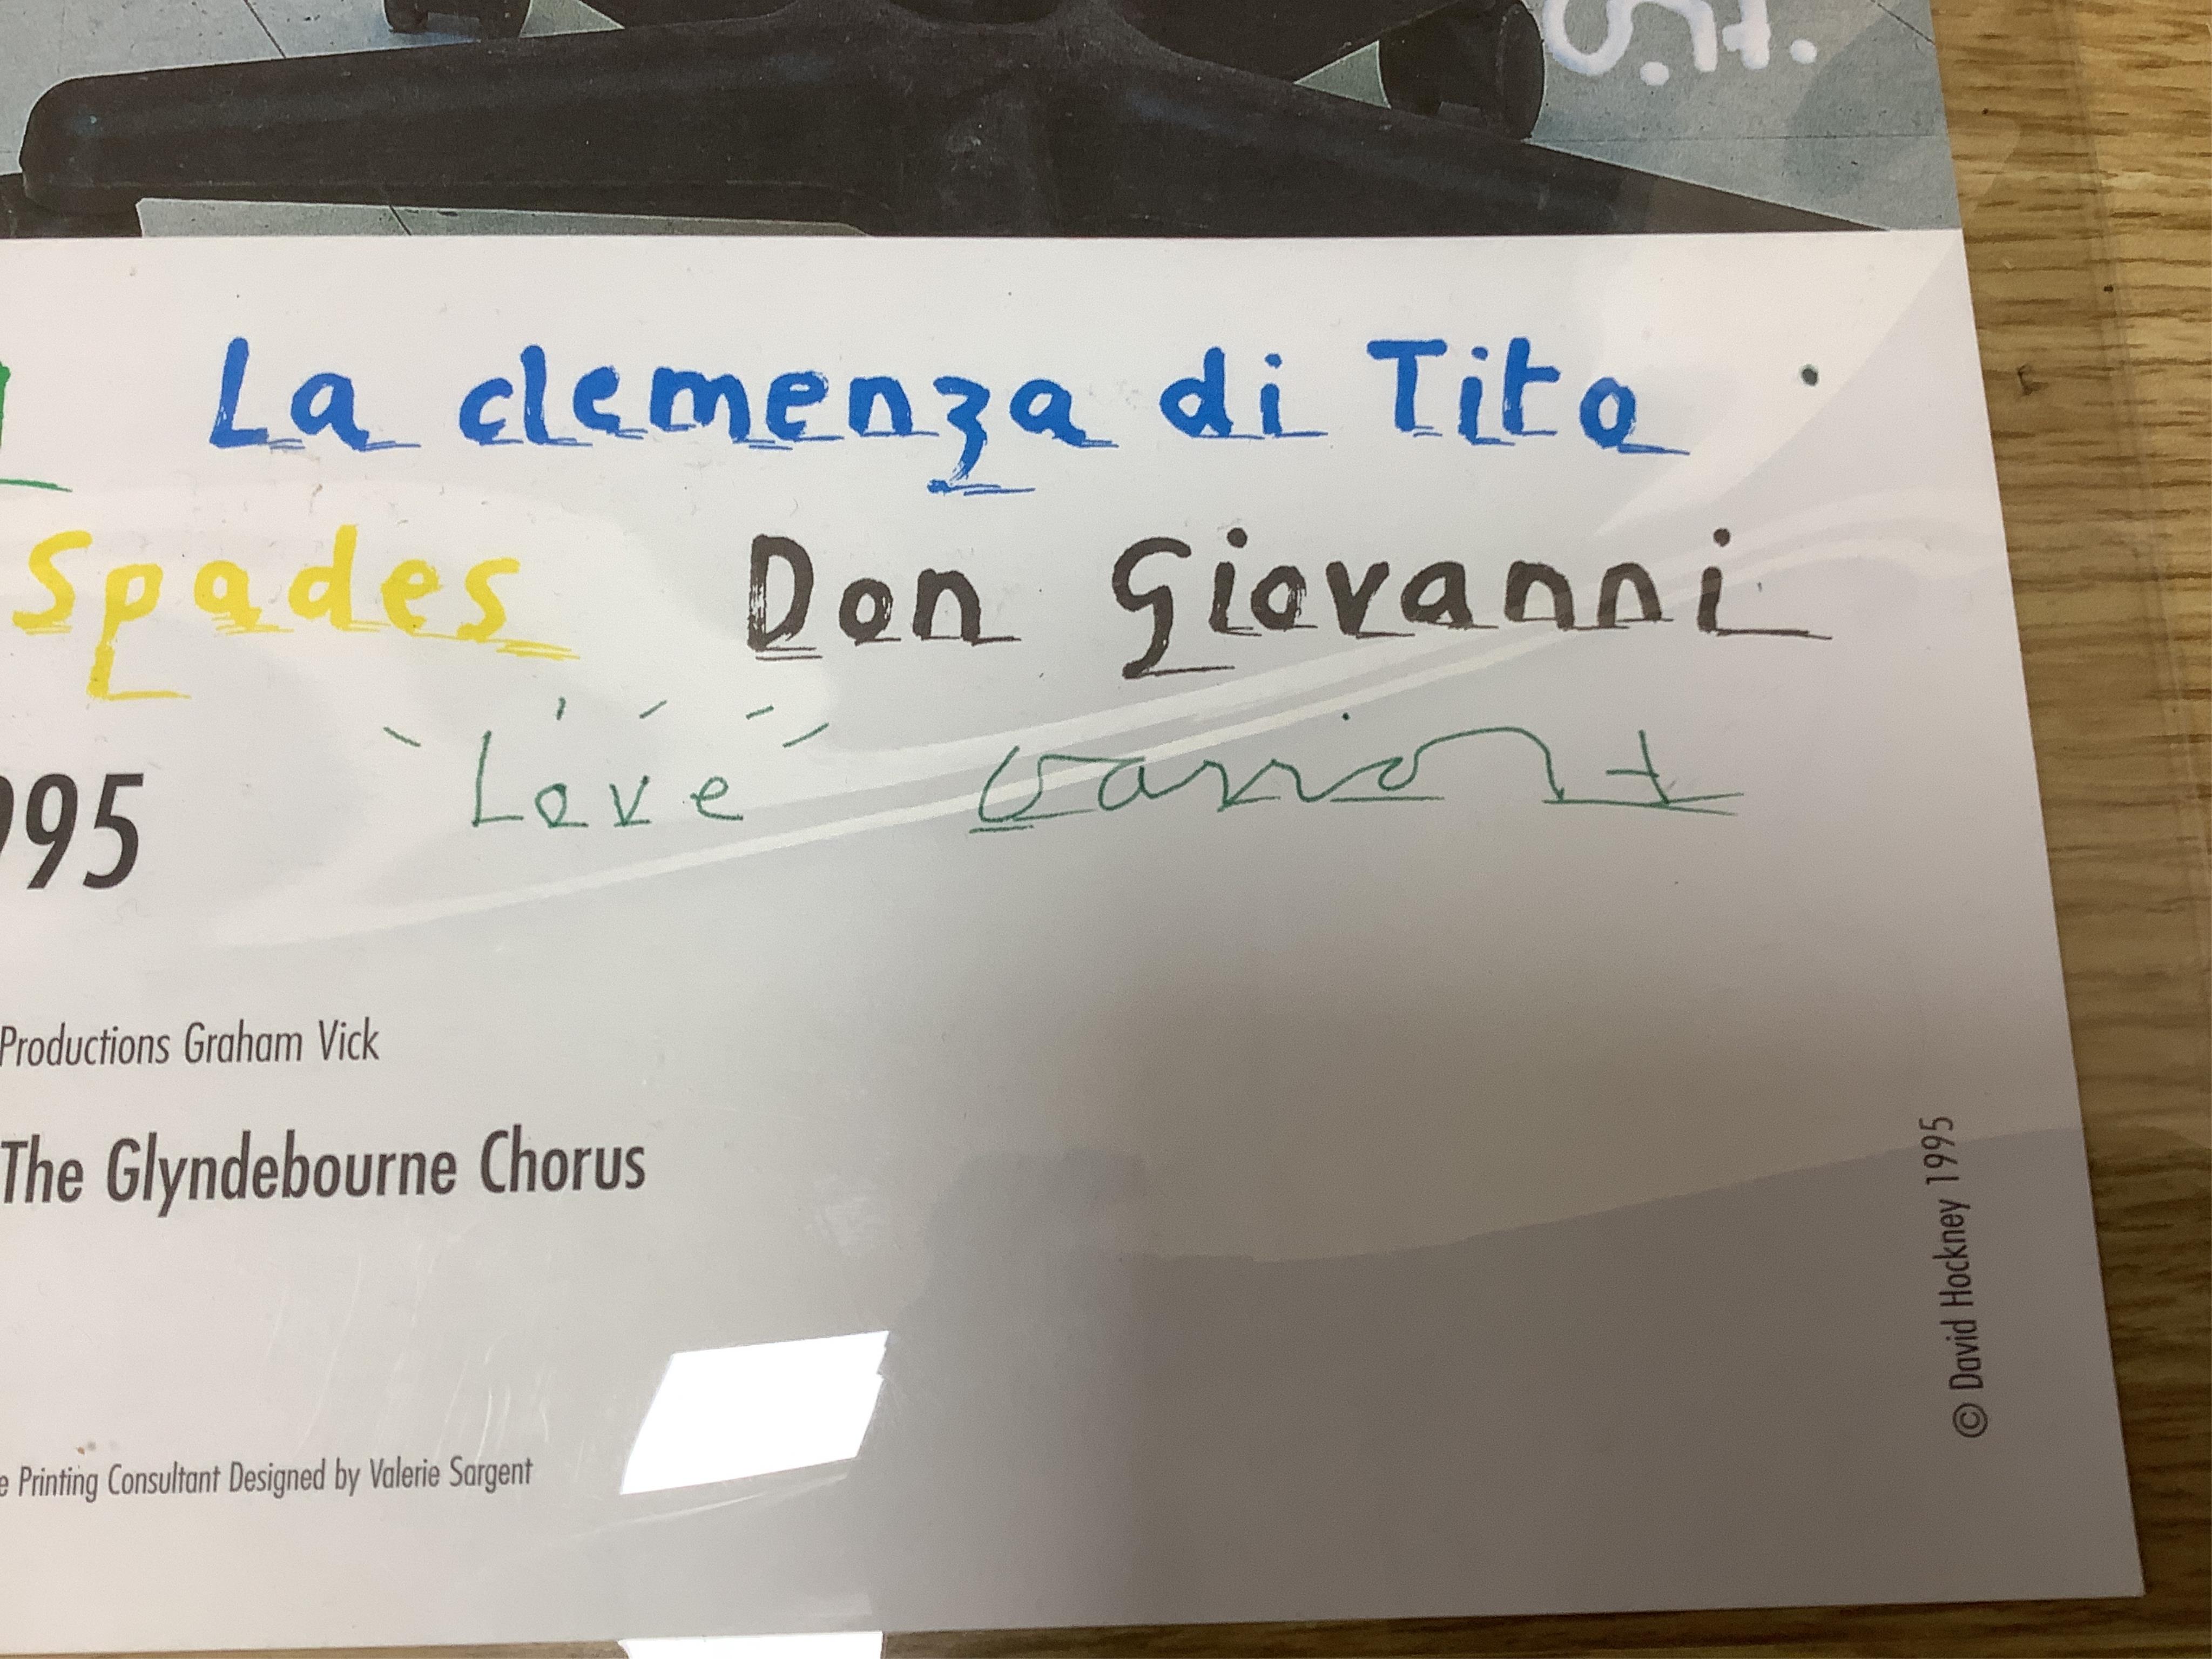 La clemenza di Tito
Spades Don Giovanni
995 "Love"
Productions Graham Vick
The Glyndebourne Chorus
Printing Consultant Designed by Valerie Sargent
© David Hockney 1995